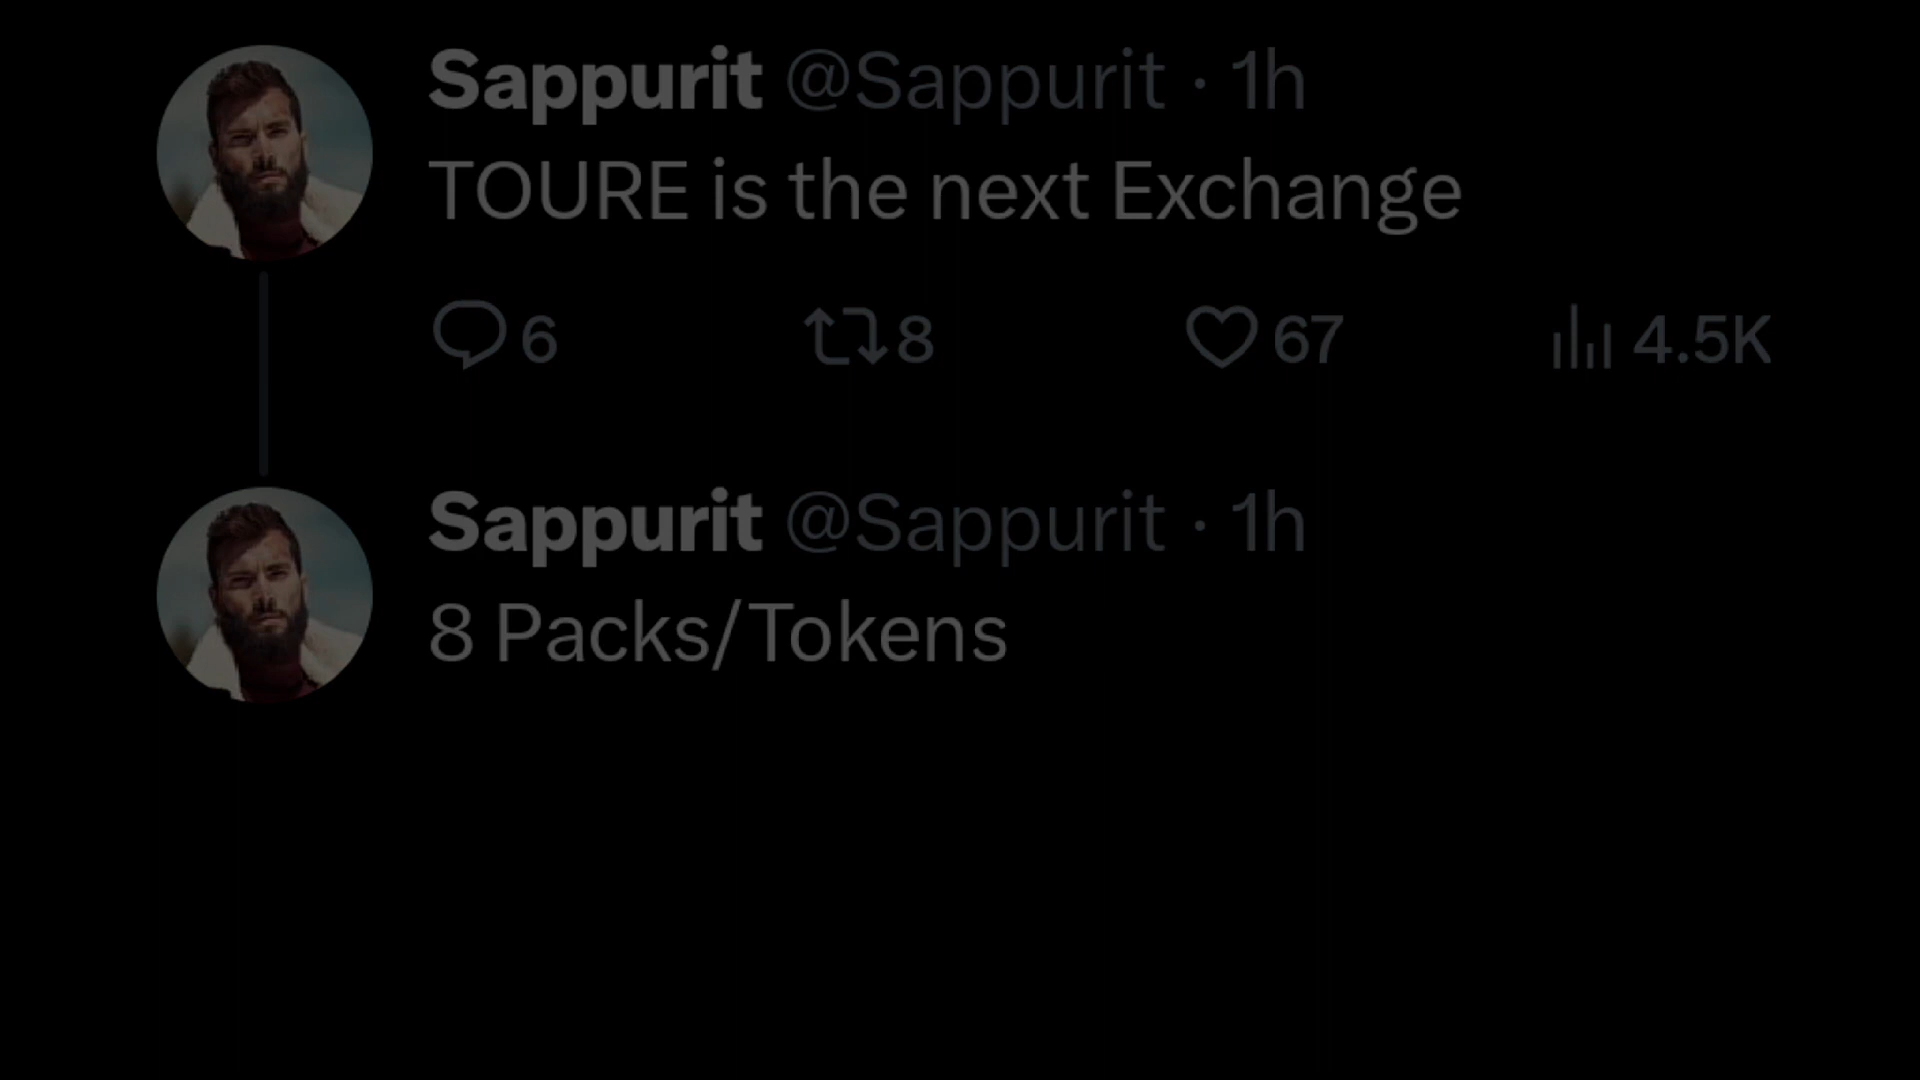 Sappurit @Sappurit · 1h
TOURE is the next Exchange
6 8 67 4.5K
Sappurit @Sappurit · 1h
8 Packs/Tokens